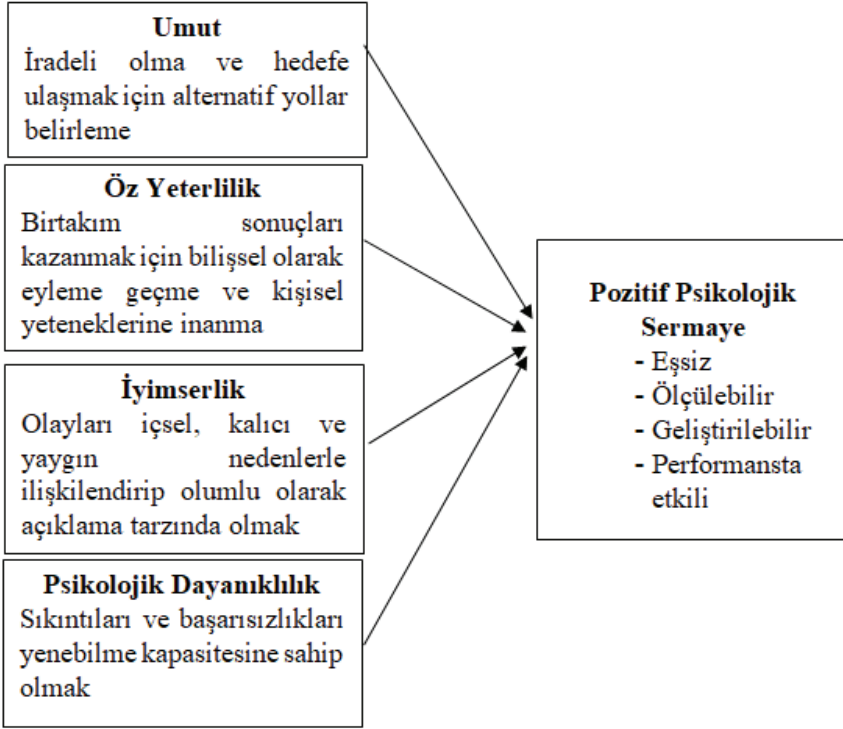 Umut
İradeli olma ve hedefe
ulaşmak için alternatif yollar
belirleme
Öz Yeterlilik
Birtakım sonuçları
kazanmak için bilişsel olarak
eyleme geçme ve kişisel
yeteneklerine inanma
İyimserlik
Olayları içsel, kalıcı ve
yaygın nedenlerle
ilişkilendirip olumlu olarak
açıklama tarzında olmak
Psikolojik Dayanıklılık
Sıkıntıları ve başarısızlıkları
yenebilme kapasitesine sahip
olmak
Pozitif Psikolojik
Sermaye
- Eşsiz
- Ölçülebilir
- Geliştirilebilir
- Performansta
etkili